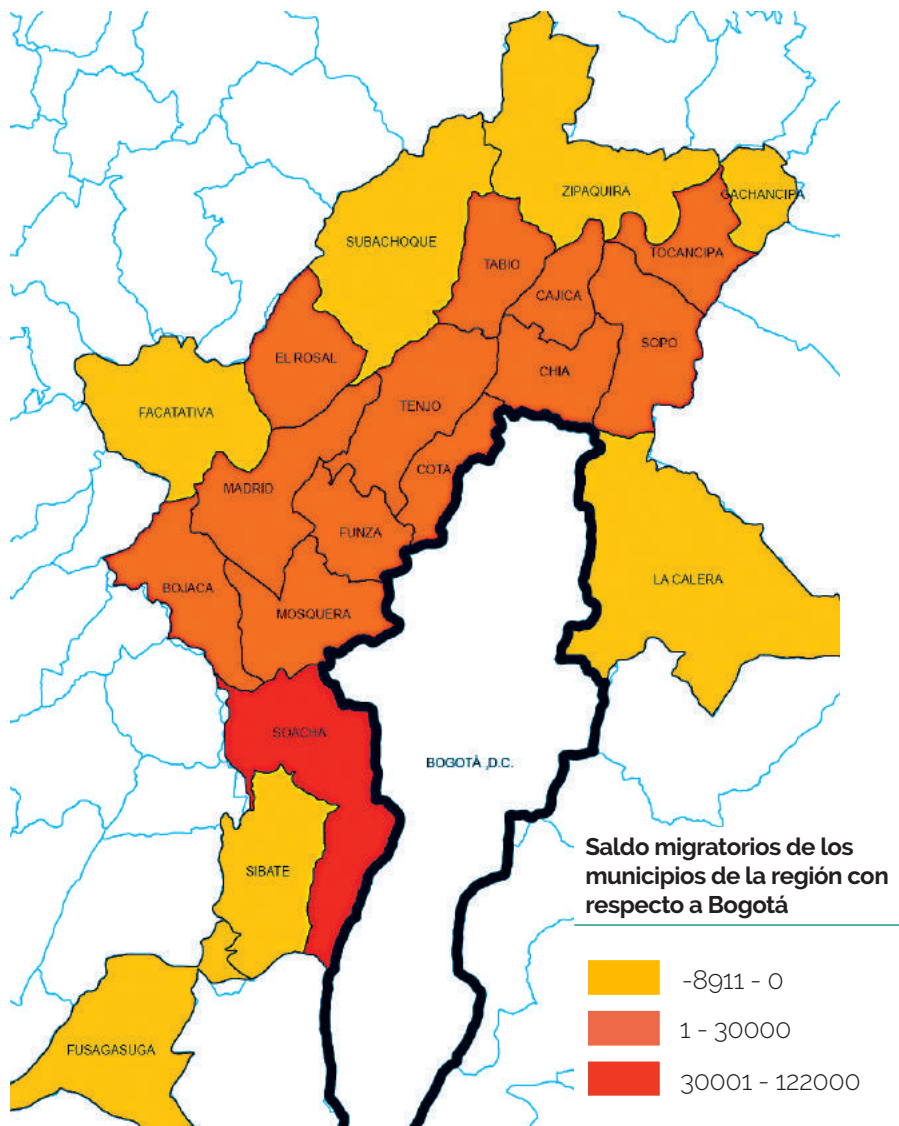 ZIPAQUIRA
GACHANCIPA
SUBACHOQUE
TOCANCIPA
TABIO
CAJICA
SOPO
EL ROSAL
CHIA
TENJO
FACATATIVA
COTA
MADRID
FUNZA
LA CALERA
BOJACA
MOSQUERA
SOACHA
BOGOTÁ ,D.C.
SIBATE
FUSAGASUGA
Saldo migratorios de los
municipios de la región con
respecto a Bogotá
-8911 - 0
1 - 30000
30001 - 122000